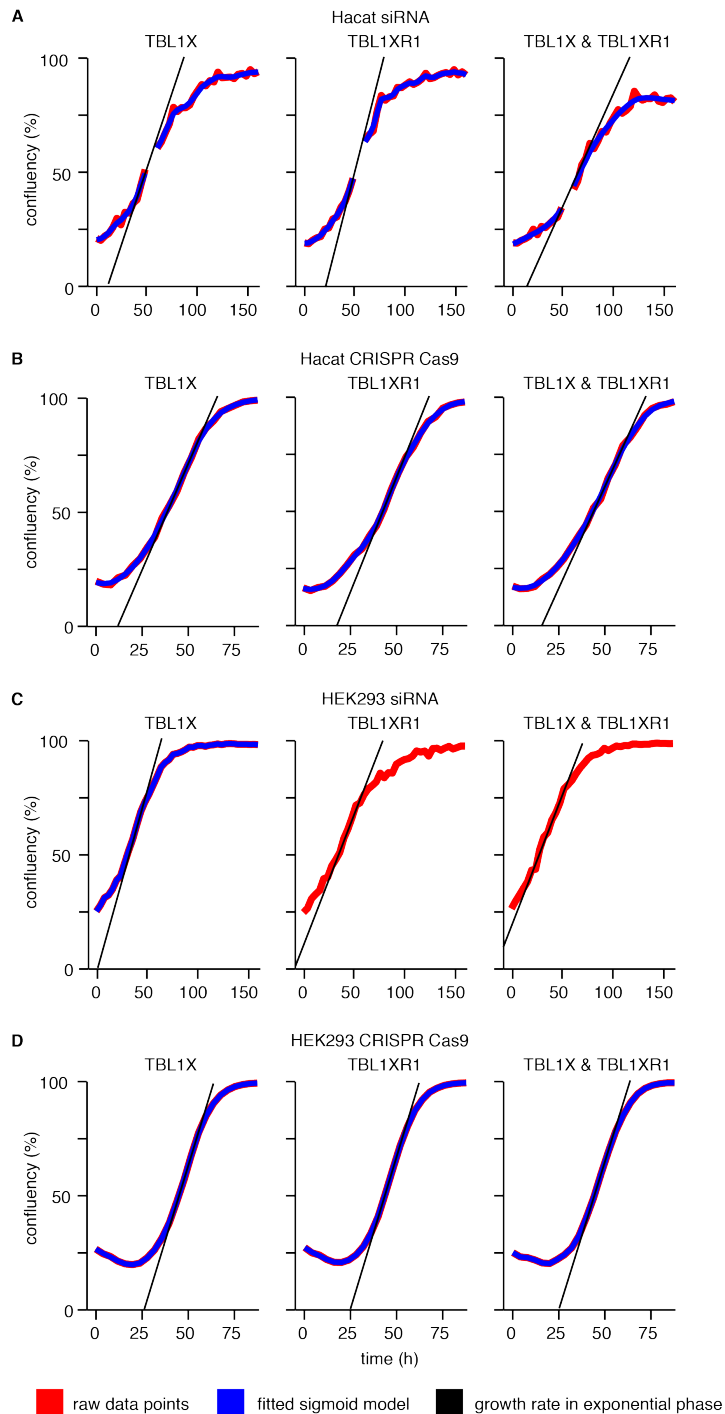 A
Hacat siRNA
TBL1X TBL1XR1 TBL1X & TBL1XR1
100
50
0
confluency (%)
0 50 100 150 0 50 100 150 0 50 100 150
B
Hacat CRISPR Cas9
TBL1X TBL1XR1 TBL1X & TBL1XR1
100
50
0
confluency (%)
0 25 50 75 0 25 50 75 0 25 50 75
C
HEK293 siRNA
TBL1X TBL1XR1 TBL1X & TBL1XR1
100
50
0
confluency (%)
0 50 100 150 0 50 100 150 0 50 100 150
D
HEK293 CRISPR Cas9
TBL1X TBL1XR1 TBL1X & TBL1XR1
100
50
0
confluency (%)
0 25 50 75 0 25 50 75 0 25 50 75
time (h)
raw data points fitted sigmoid model growth rate in exponential phase